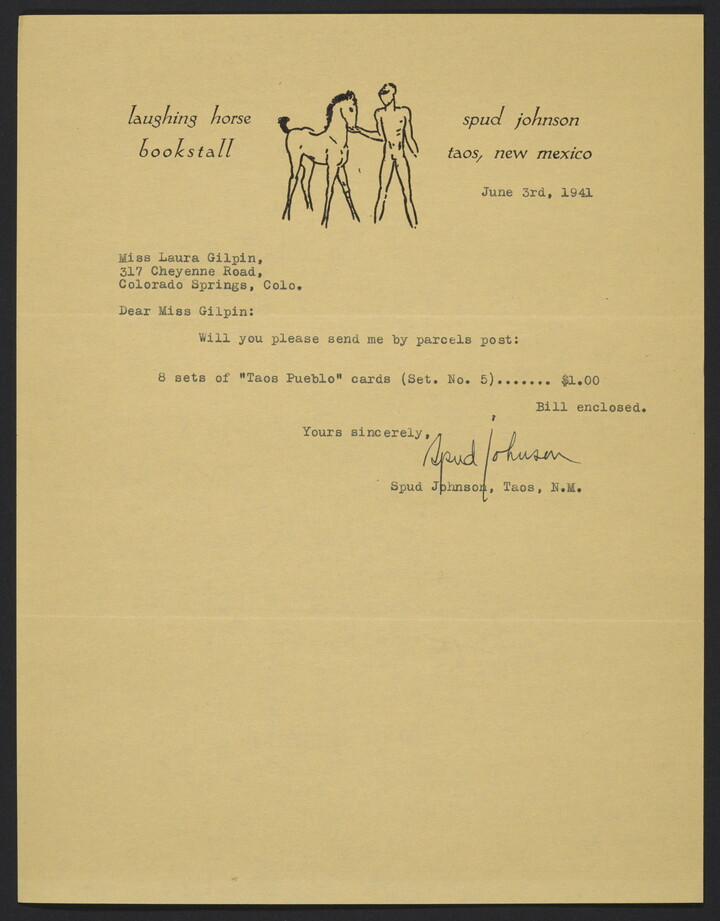 laughing horse
bookstall
spud johnson
taos, new mexico
June 3rd, 1941
Miss Laura Gilpin,
317 Cheyenne Road,
Colorado Springs, Colo.
Dear Miss Gilpin:
Will you please send me by parcels post:
8 sets of "Taos Pueblo" cards (Set. No. 5)....... $1.00
Bill enclosed.
Yours sincerely,
Spud Johnson
Spud Johnson, Taos, N.M.